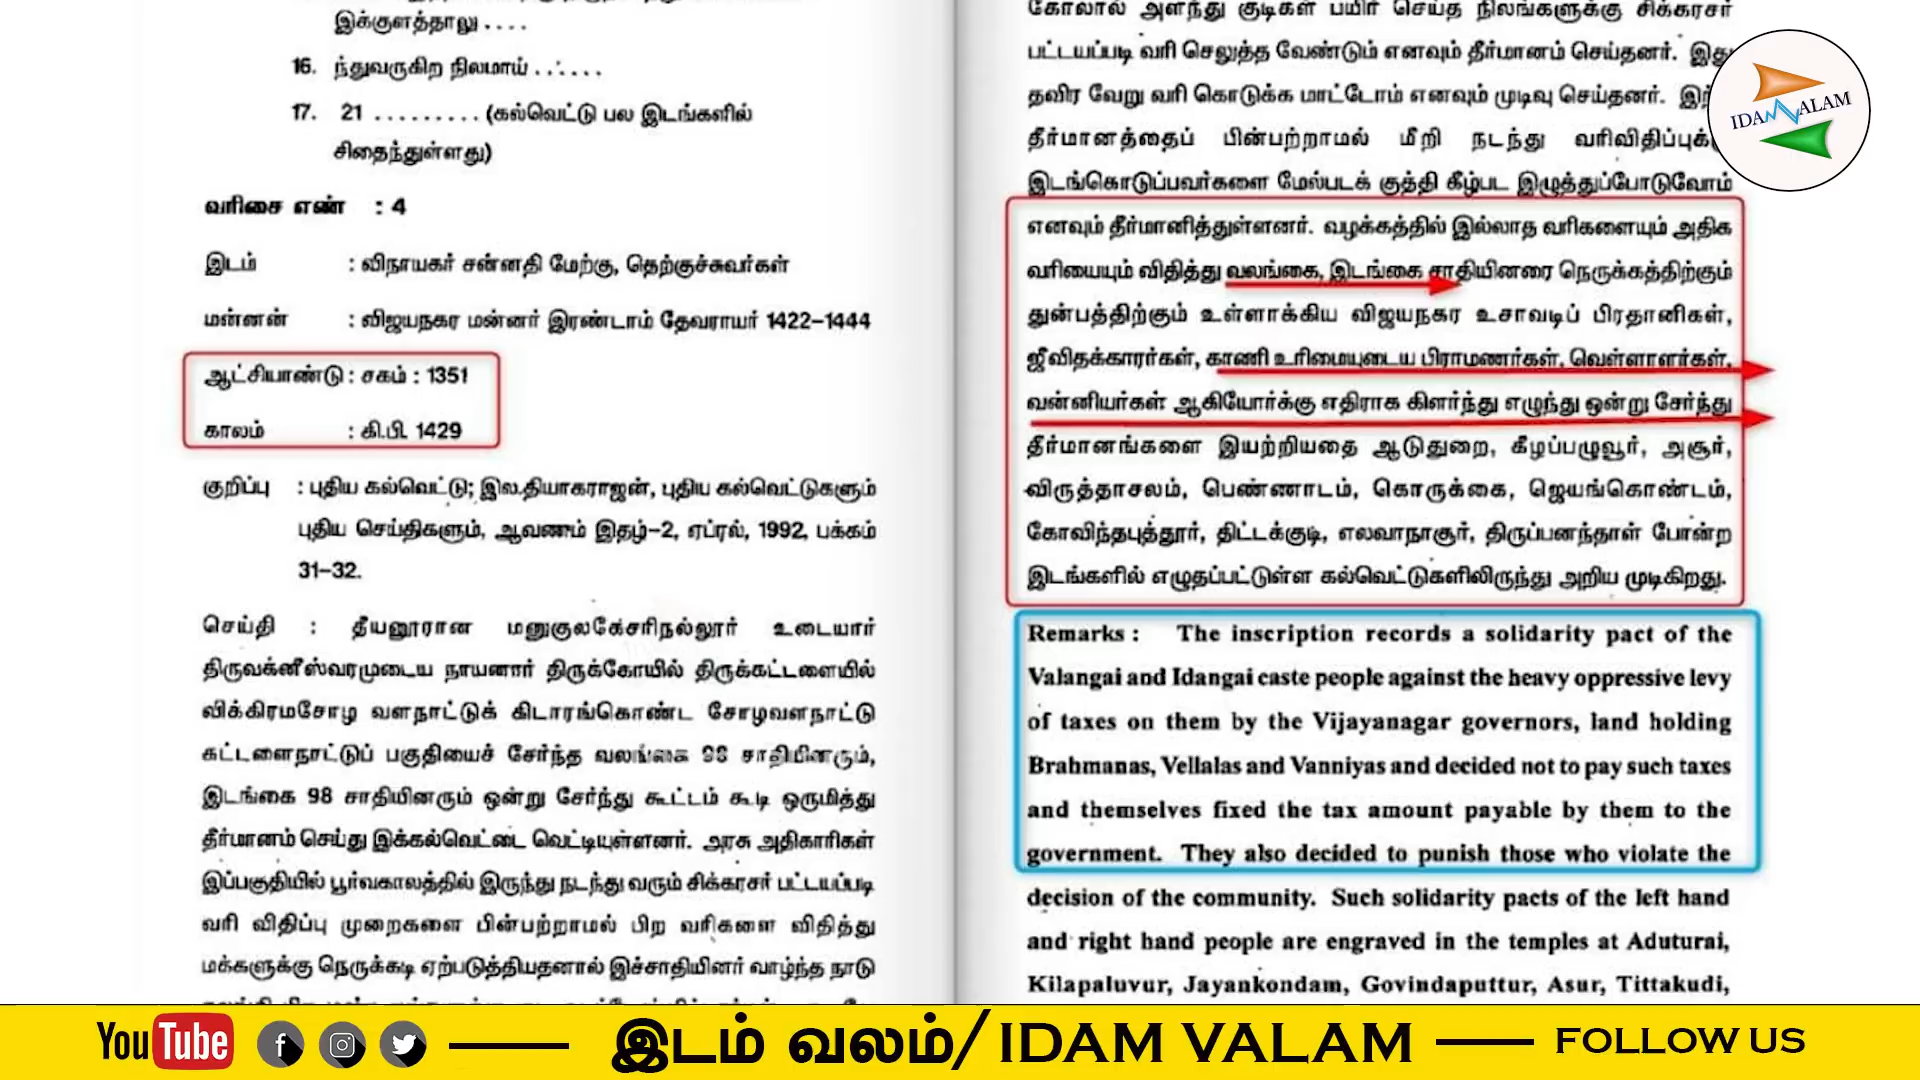 இக்குளத்தாலு . . . .
16. ந்துவருகிற நிலமாய் . . . . . .
17. 21 . . . . . . . . . (கல்வெட்டு பல இடங்களில்
சிதைந்துள்ளது)
வரிசை எண் : 4
இடம் : விநாயகர் சன்னதி மேற்கு, தெற்குச்சுவர்கள்
மன்னன் : விஜயநகர மன்னர் இரண்டாம் தேவராயர் 1422–1444
ஆட்சியாண்டு : சகம் : 1351
காலம் : கி.பி. 1429
குறிப்பு : புதிய கல்வெட்டு; இல.தியாகராஜன், புதிய கல்வெட்டுகளும்
புதிய செய்திகளும், ஆவணம் இதழ்–2, ஏப்ரல், 1992, பக்கம்
31–32.
செய்தி : தீயனூரான மனுகுலகேசரிநல்லூர் உடையார்
திருவக்னீஸ்வரமுடைய நாயனார் திருக்கோயில் திருக்கட்டளையில்
விக்கிரமசோழ வளநாட்டுக் கிடாரங்கொண்ட சோழவளநாட்டு
கட்டளைநாட்டுப் பகுதியைச் சேர்ந்த வலங்கை 98 சாதியினரும்,
இடங்கை 98 சாதியினரும் ஒன்று சேர்ந்து கூட்டம் கூடி ஒருமித்து
தீர்மானம் செய்து இக்கல்வெட்டை வெட்டியுள்ளனர். அரசு அதிகாரிகள்
இப்பகுதியில் பூர்வகாலத்தில் இருந்து நடந்து வரும் சிக்கரசர் பட்டயப்படி
வரி விதிப்பு முறைகளை பின்பற்றாமல் பிற வரிகளை விதித்து
மக்களுக்கு நெருக்கடி ஏற்படுத்தியதனால் இச்சாதியினர் வாழ்ந்த நாடு
கோலால் அளந்து குடிகள் பயிர் செய்த நிலங்களுக்கு சிக்கரசர்
பட்டயப்படி வரி செலுத்த வேண்டும் எனவும் தீர்மானம் செய்தனர். இது
தவிர வேறு வரி கொடுக்க மாட்டோம் எனவும் முடிவு செய்தனர்.
தீர்மானத்தைப் பின்பற்றாமல் மீறி நடந்து வரிவிதிப்புக்கு
இடங்கொடுப்பவர்களை மேல்படக் குத்தி கீழ்பட இழுத்துப்போடுவோம்
எனவும் தீர்மானித்துள்ளனர். வழக்கத்தில் இல்லாத வரிகளையும் அதிக
வரியையும் விதித்து வலங்கை, இடங்கை சாதியினரை நெருக்கத்திற்கும்
துன்பத்திற்கும் உள்ளாக்கிய விஜயநகர உசாவடிப் பிரதானிகள்,
ஜீவிதக்காரர்கள், காணி உரிமையுடைய பிராமணர்கள், வெள்ளாளர்கள்,
வன்னியர்கள் ஆகியோர்க்கு எதிராக கிளர்ந்து எழுந்து ஒன்று சேர்ந்து
தீர்மானங்களை இயற்றியதை ஆடுதுறை, கீழப்பழுவூர், அசூர்,
விருத்தாசலம், பெண்ணாடம், கொருக்கை, ஜெயங்கொண்டம்,
கோவிந்தபுத்தூர், திட்டக்குடி, எலவாநாசூர், திருப்பனந்தாள் போன்ற
இடங்களில் எழுதப்பட்டுள்ள கல்வெட்டுகளிலிருந்து அறிய முடிகிறது.
Remarks : The inscription records a solidarity pact of the
Valangai and Idangai caste people against the heavy oppressive levy
of taxes on them by the Vijayanagar governors, land holding
Brahmanas, Vellalas and Vanniyas and decided not to pay such taxes
and themselves fixed the tax amount payable by them to the
government. They also decided to punish those who violate the
decision of the community. Such solidarity pacts of the left hand
and right hand people are engraved in the temples at Aduturai,
Kilapaluvur, Jayankondam, Govindaputtur, Asur, Tittakudi,
IDAM VALAM
YouTube
இடம் வலம்/ IDAM VALAM
FOLLOW US